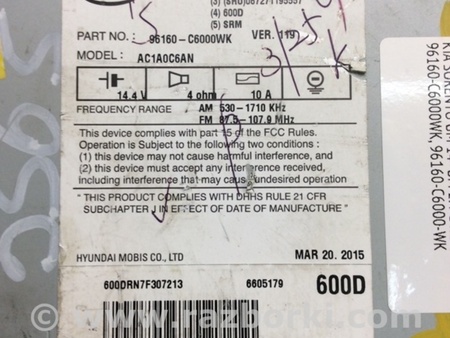 (4) 600D
(5) SRM
PART NO. : 96160-C6000WK VER. 119
MODEL : AC1A0C6AN
14.4 V 4 ohm 10 A
FREQUENCY RANGE AM 530-1710 KHz
FM 87.5-107.9 MHz
This device complies with part 15 of the FCC Rules.
Operation is Subject to the following two conditions :
(1) this device may not cause harmful interference, and
(2) this device must accept any interference received,
including interference that may cause undesired operation
" THIS PRODUCT COMPLIES WITH DHHS RULE 21 CFR
SUBCHAPTER J IN EFFECT OF DATE OF MANUFACTURE "
HYUNDAI MOBIS CO., LTD MAR 20. 2015
600DRN7F307213 6605179 600D
KIA SORENTO
96160-C6000WK, 96160-C6000-WK
www.razborki.com